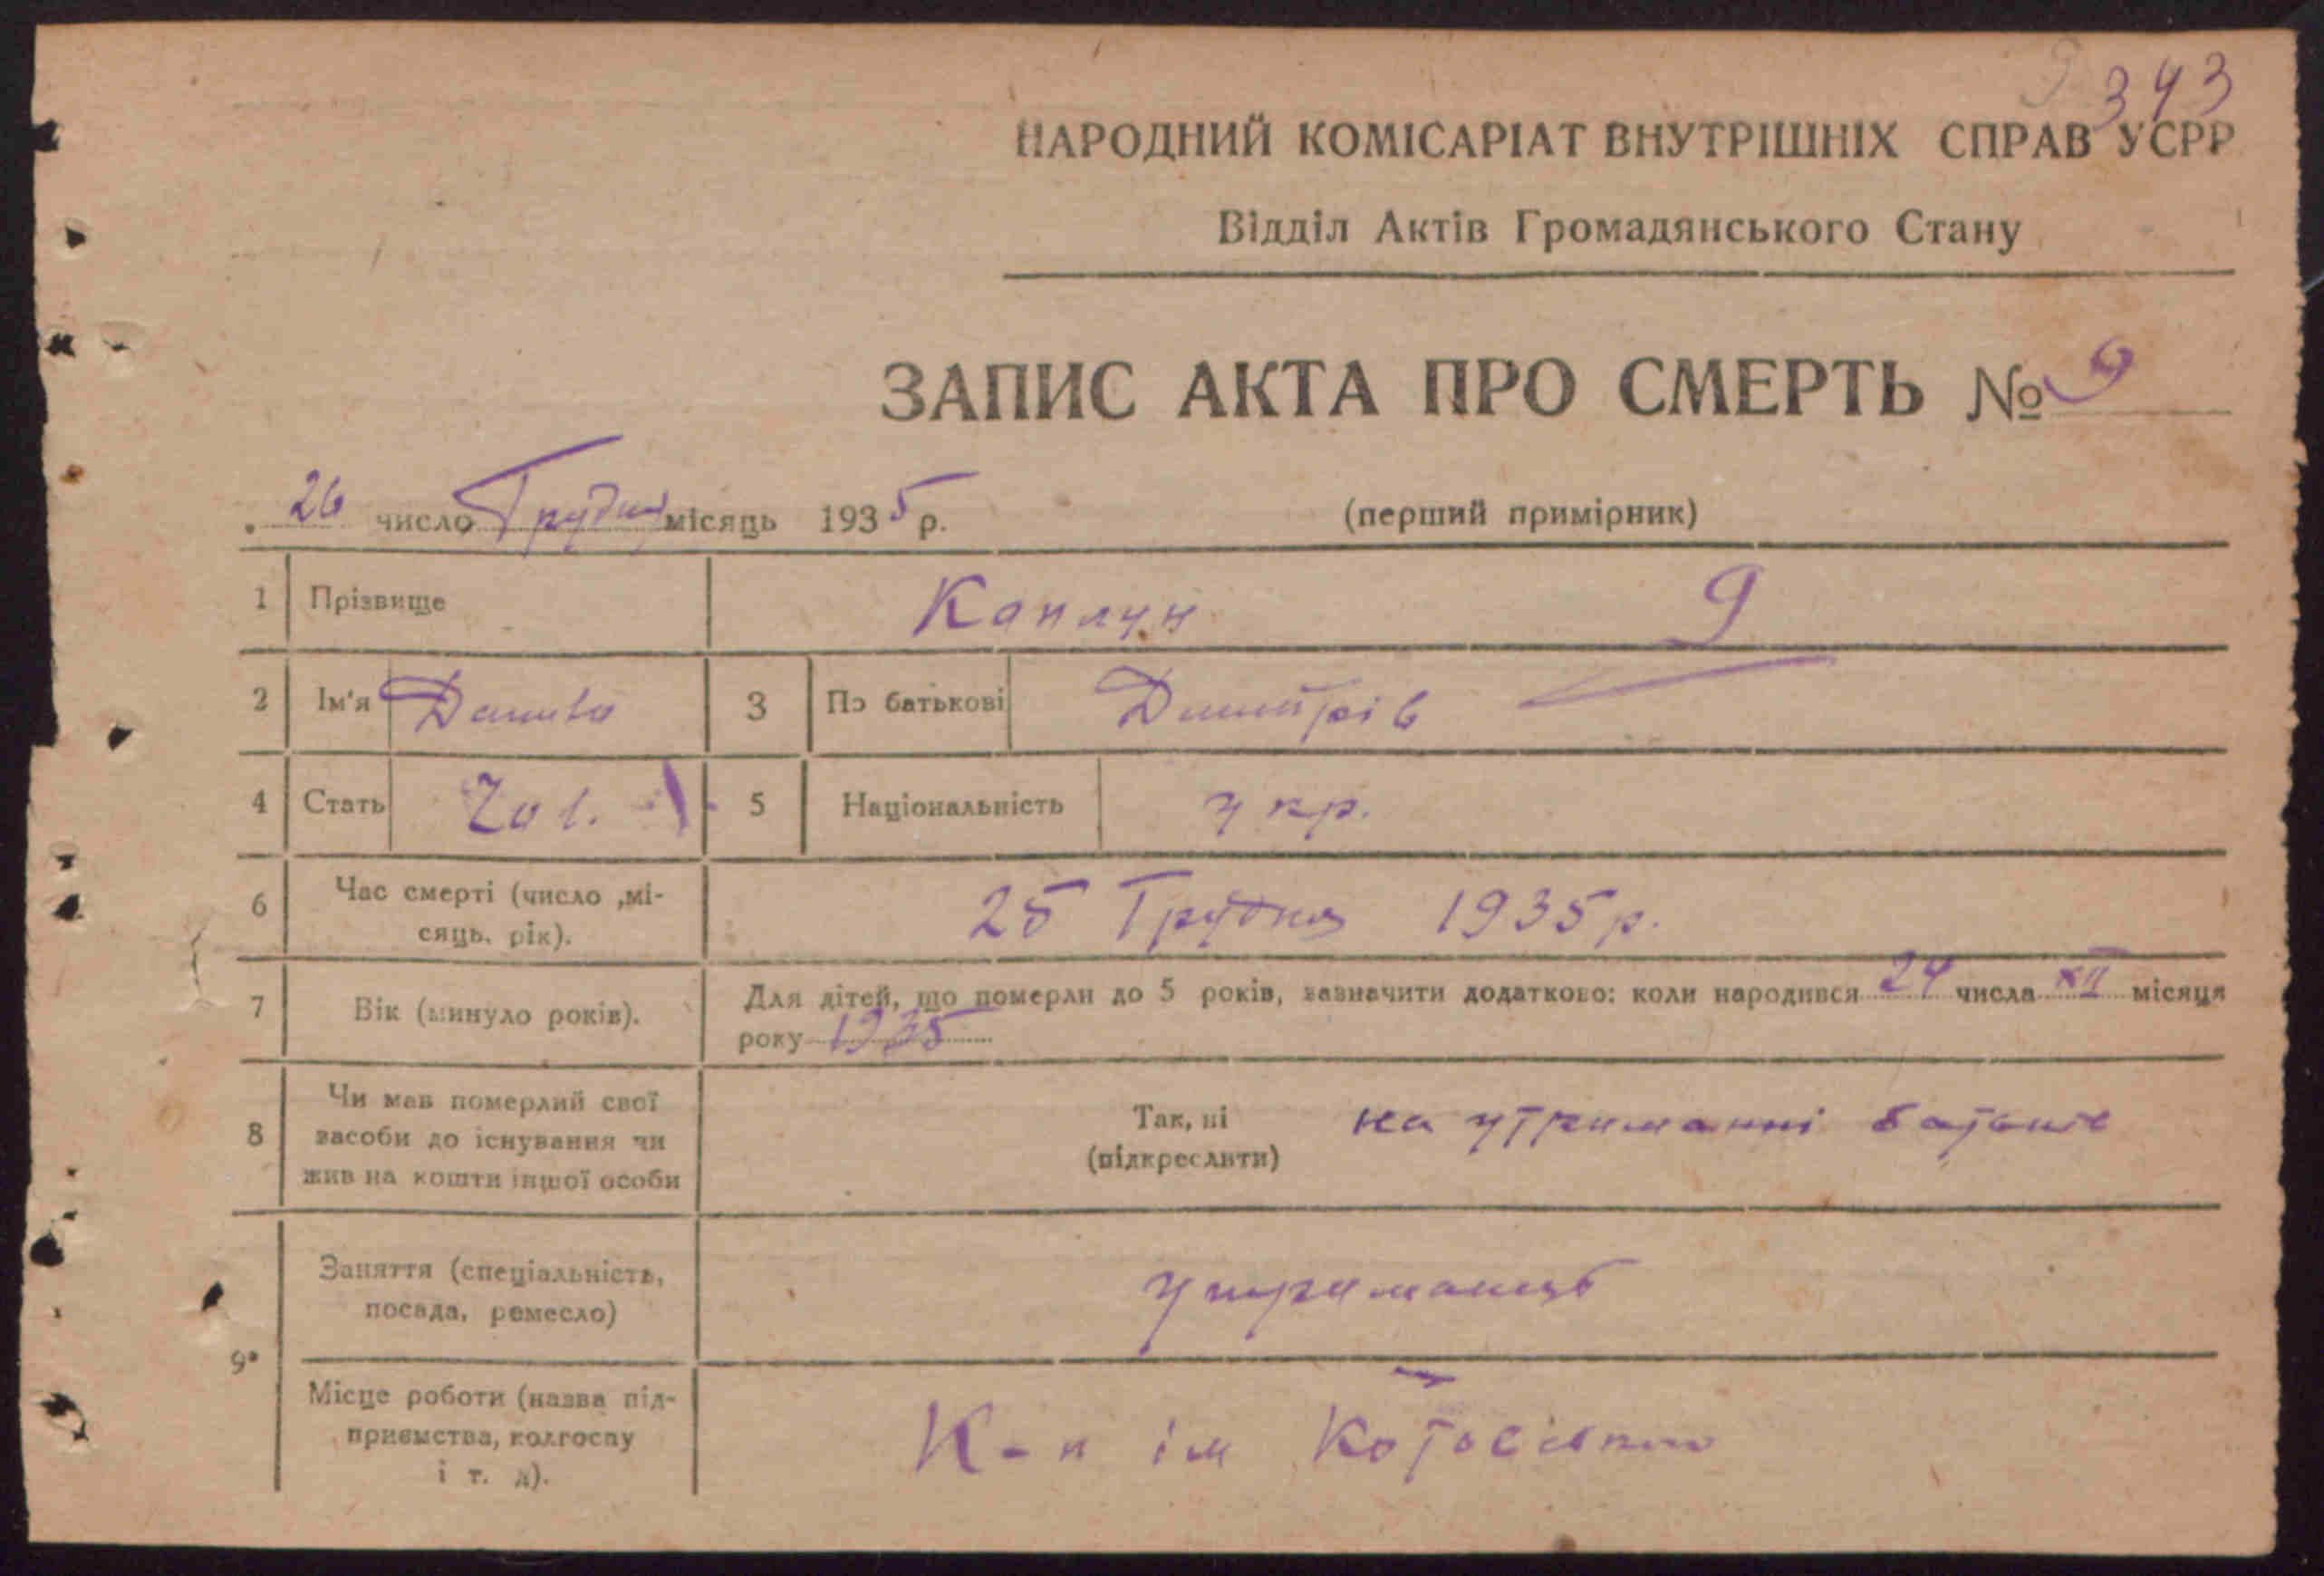 343
НАРОДНИЙ КОМІСАРІАТ ВНУТРІШНІХ СПРАВ УСРР
Відділ Актів Громадянського Стану
ЗАПИС АКТА ПРО СМЕРТЬ № 9
26 число Грудня місяць 1935 р. (перший примірник)
1 Прізвище Каплун 9
2 Ім'я Данило 3 По батькові Дмитрів
4 Стать Чол. 5 Національність укр.
6 Час смерті (число ,мі-
сяць. рік). 25 Грудня 1935 р.
7 Вік (минуло років). Для дітей, що померли до 5 років, зазначити додатково: коли народився 24 числа XII місяця
року 1935
8 Чи мав померлий свої
засоби до існування чи
жив на кошти іншої особи
Так, ні
(підкреслити) на утриманні батьків
9 Заняття (спеціальність,
посада, ремесло) утриманець
Місце роботи (назва під-
приємства, колгоспу
і т. д). К-п ім